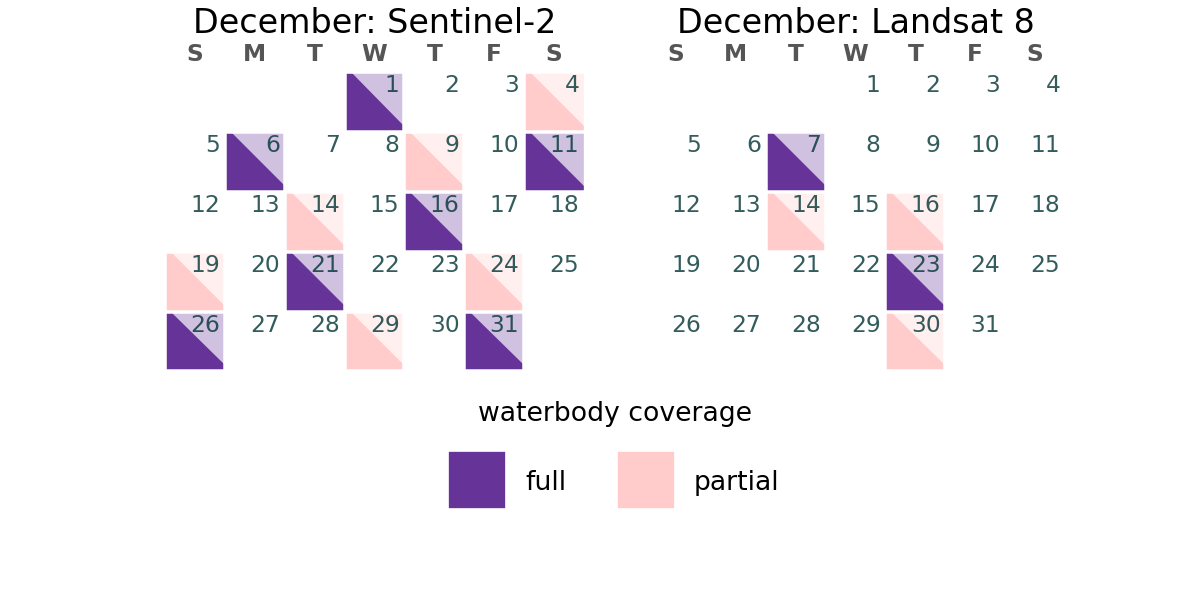 December: Sentinel-2
S M T W T F S
1 2 3 4
5 6 7 8 9 10 11
12 13 14 15 16 17 18
19 20 21 22 23 24 25
26 27 28 29 30 31
December: Landsat 8
S M T W T F S
1 2 3 4
5 6 7 8 9 10 11
12 13 14 15 16 17 18
19 20 21 22 23 24 25
26 27 28 29 30 31
waterbody coverage
full
partial